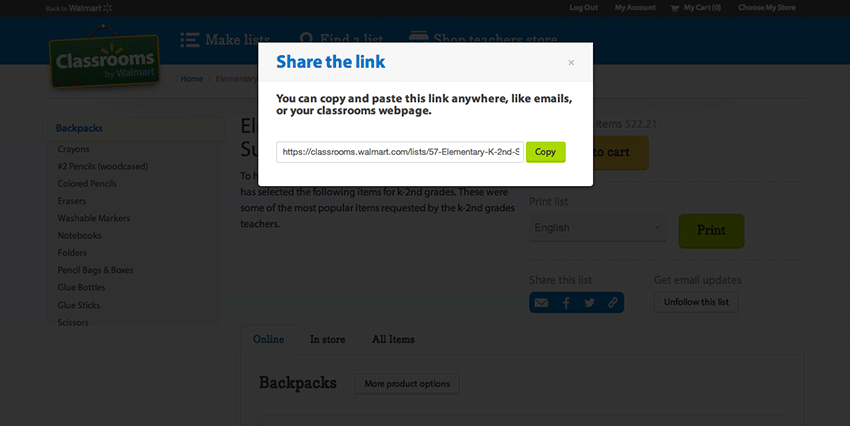 Back to Walmart
Log Out
My Account
My Cart (0)
Choose My Store
Classrooms
by Walmart
Make lists
Find a list
Shop teachers store
Home / Elementary
Share the link
×
You can copy and paste this link anywhere, like emails,
or your classrooms webpage.
https://classrooms.walmart.com/lists/57-Elementary-K-2nd-S
Copy
Backpacks
Crayons
#2 Pencils (woodcased)
Colored Pencils
Erasers
Washable Markers
Notebooks
Folders
Pencil Bags & Boxes
Glue Bottles
Glue Sticks
Scissors
has selected the following items for k-2nd grades. These were
some of the most popular items requested by the k-2nd grades
teachers.
items $22.21
to cart
Print list
English
Print
Share this list
Get email updates
Unfollow this list
Online
In store
All Items
Backpacks
More product options